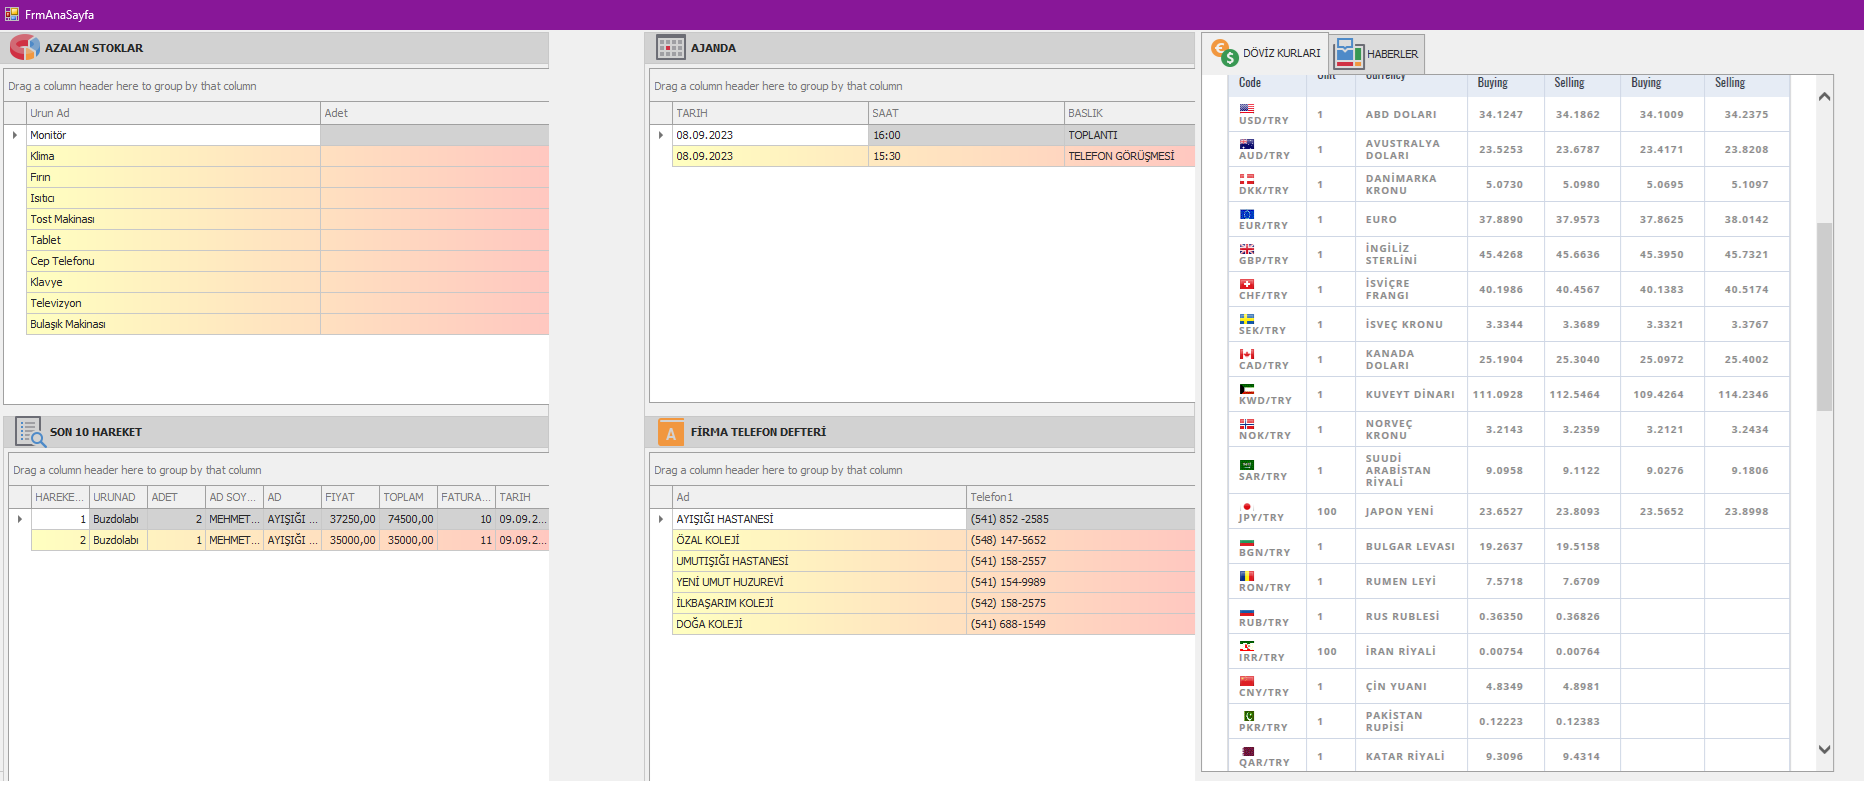 FrmAnaSayfa
AZALAN STOKLAR
Drag a column header here to group by that column
Urun Ad Adet
Monitör
Klima
Fırın
Isıtıcı
Tost Makinası
Tablet
Cep Telefonu
Klavye
Televizyon
Bulaşık Makinası
SON 10 HAREKET
Drag a column header here to group by that column
HAREKE... URUNAD ADET AD SOY... AD FIYAT TOPLAM FATURA... TARIH
1 Buzdolabı 2 MEHMET... AYIŞIĞI ... 37250,00 74500,00 10 09.09.2...
2 Buzdolabı 1 MEHMET... AYIŞIĞI ... 35000,00 35000,00 11 09.09.2...
AJANDA
Drag a column header here to group by that column
TARIH SAAT BASLIK
08.09.2023 16:00 TOPLANTI
08.09.2023 15:30 TELEFON GÖRÜŞMESİ
FİRMA TELEFON DEFTERİ
Drag a column header here to group by that column
Ad Telefon1
AYIŞIĞI HASTANESİ (541) 852 -2585
ÖZAL KOLEJİ (548) 147-5652
UMUTIŞIĞI HASTANESİ (541) 158-2557
YENİ UMUT HUZUREVİ (541) 154-9989
İLKBAŞARIM KOLEJİ (542) 158-2575
DOĞA KOLEJİ (541) 688-1549
DÖVİZ KURLARI HABERLER
Code Unit Currency Buying Selling Buying Selling
USD/TRY 1 ABD DOLARI 34.1247 34.1862 34.1009 34.2375
AUD/TRY 1 AVUSTRALYA DOLARI 23.5253 23.6787 23.4171 23.8208
DKK/TRY 1 DANİMARKA KRONU 5.0730 5.0980 5.0695 5.1097
EUR/TRY 1 EURO 37.8890 37.9573 37.8625 38.0142
GBP/TRY 1 İNGİLİZ STERLİNİ 45.4268 45.6636 45.3950 45.7321
CHF/TRY 1 İSVİÇRE FRANGI 40.1986 40.4567 40.1383 40.5174
SEK/TRY 1 İSVEÇ KRONU 3.3344 3.3689 3.3321 3.3767
CAD/TRY 1 KANADA DOLARI 25.1904 25.3040 25.0972 25.4002
KWD/TRY 1 KUVEYT DİNARI 111.0928 112.5464 109.4264 114.2346
NOK/TRY 1 NORVEÇ KRONU 3.2143 3.2359 3.2121 3.2434
SAR/TRY 1 SUUDİ ARABİSTAN RİYALİ 9.0958 9.1122 9.0276 9.1806
JPY/TRY 100 JAPON YENİ 23.6527 23.8093 23.5652 23.8998
BGN/TRY 1 BULGAR LEVASI 19.2637 19.5158
RON/TRY 1 RUMEN LEYİ 7.5718 7.6709
RUB/TRY 1 RUS RUBLESİ 0.36350 0.36826
IRR/TRY 100 İRAN RİYALİ 0.00754 0.00764
CNY/TRY 1 ÇİN YUANI 4.8349 4.8981
PKR/TRY 1 PAKİSTAN RUPİSİ 0.12223 0.12383
QAR/TRY 1 KATAR RİYALİ 9.3096 9.4314